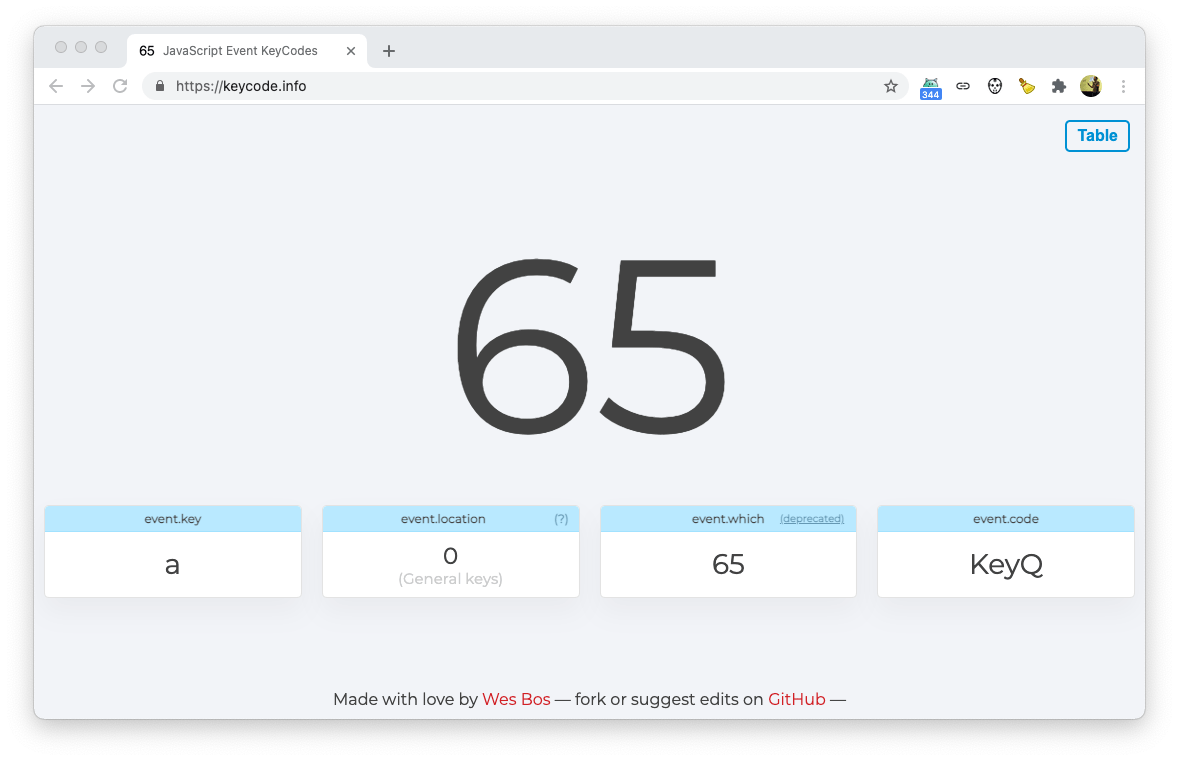 65 JavaScript Event KeyCodes
https://keycode.info
344
Table
65
event.key
a
event.location (?)
0
(General keys)
event.which (deprecated)
65
event.code
KeyQ
Made with love by Wes Bos — fork or suggest edits on GitHub —